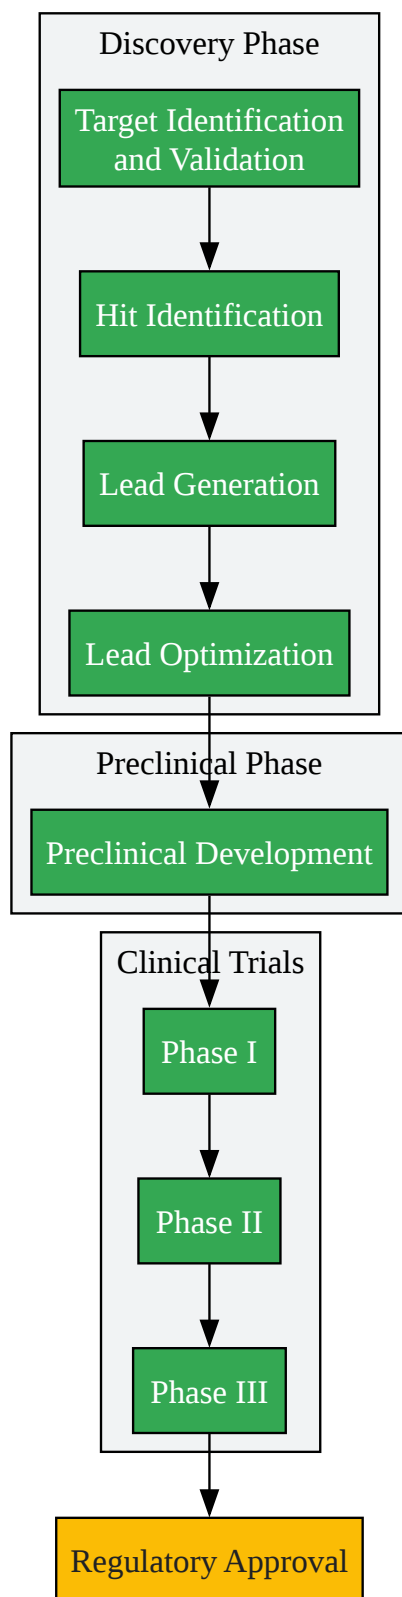 Discovery Phase
Target Identification
and Validation
Hit Identification
Lead Generation
Lead Optimization
Preclinical Phase
Preclinical Development
Clinical Trials
Phase I
Phase II
Phase III
Regulatory Approval